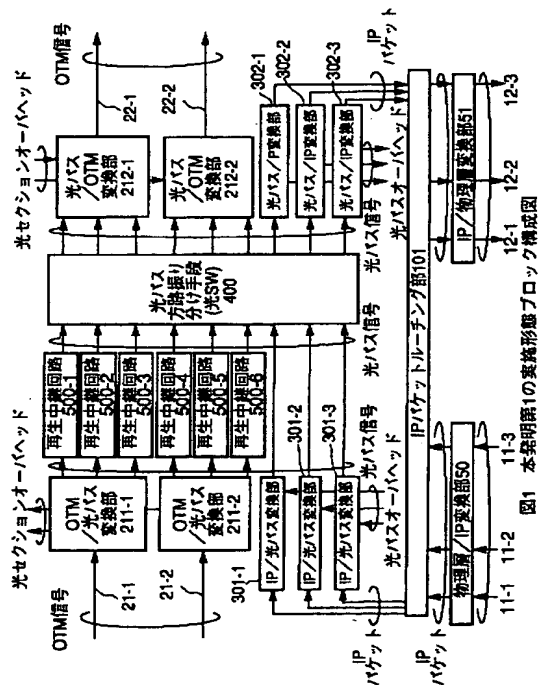 光セクションオーバヘッド
OTM信号
21-1
21-2
OTM
／光パス
変換部
211-1
OTM
／光パス
変換部
211-2
再生中継回路
500-1
再生中継回路
500-2
再生中継回路
500-3
再生中継回路
500-4
再生中継回路
500-5
再生中継回路
500-6
光パス信号
光パス
方路振り
分け手段
(光SW)
400
光パス信号
光セクションオーバヘッド
光パス
／OTM
変換部
212-1
光パス
／OTM
変換部
212-2
OTM信号
22-1
22-2
301-1
IP／光パス変換部
301-2
IP／光パス変換部
301-3
IP／光パス変換部
光パス信号
光パスオーバヘッド
302-1
光パス／P変換部
302-2
光パス／IP変換部
302-3
光パス／IP変換部
光パスオーバヘッド
IP
パケット
IP
パケット
IPパケットルーチング部101
IP
パケット
物理層／IP変換部50
11-1
11-2
11-3
IP／物理層変換部51
12-1
12-2
12-3
図1 本発明第1の実施形態ブロック構成図